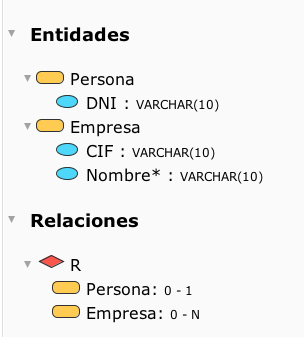 Entidades
Persona
DNI : VARCHAR(10)
Empresa
CIF : VARCHAR(10)
Nombre* : VARCHAR(10)
Relaciones
R
Persona: 0 - 1
Empresa: 0 - N